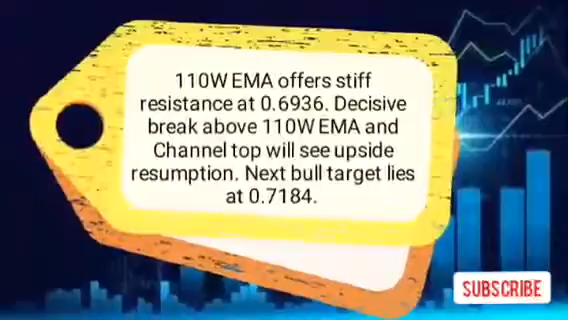 110W EMA offers stiff
resistance at 0.6936. Decisive
break above 110W EMA and
Channel top will see upside
resumption. Next bull target lies
at 0.7184.
SUBSCRIBE